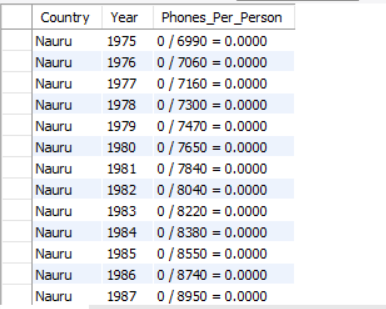 Country Year Phones_Per_Person
Nauru 1975 0 / 6990 = 0.0000
Nauru 1976 0 / 7060 = 0.0000
Nauru 1977 0 / 7160 = 0.0000
Nauru 1978 0 / 7300 = 0.0000
Nauru 1979 0 / 7470 = 0.0000
Nauru 1980 0 / 7650 = 0.0000
Nauru 1981 0 / 7840 = 0.0000
Nauru 1982 0 / 8040 = 0.0000
Nauru 1983 0 / 8220 = 0.0000
Nauru 1984 0 / 8380 = 0.0000
Nauru 1985 0 / 8550 = 0.0000
Nauru 1986 0 / 8740 = 0.0000
Nauru 1987 0 / 8950 = 0.0000